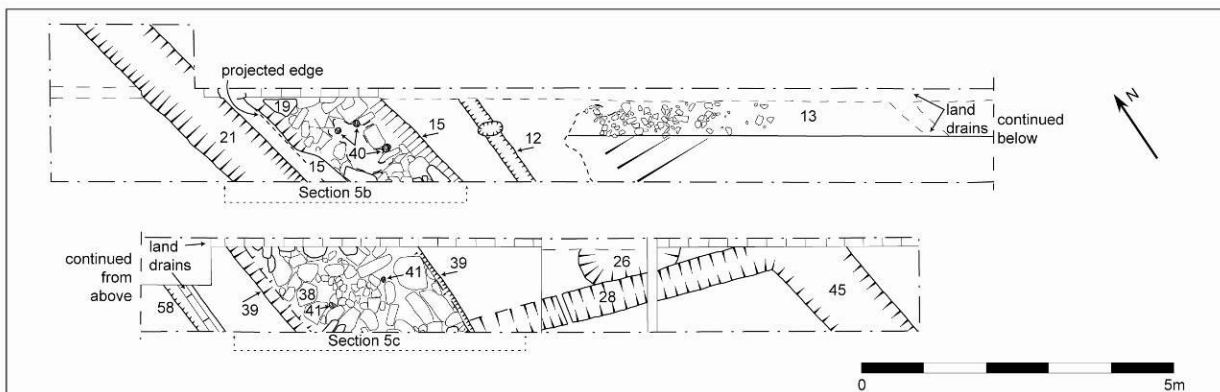 projected edge
19
21
15
40
15
12
13
land
drains
continued
below
N
Section 5b
continued
from
above
land
drains
58
39
38
41
41
39
26
28
45
Section 5c
0
5m